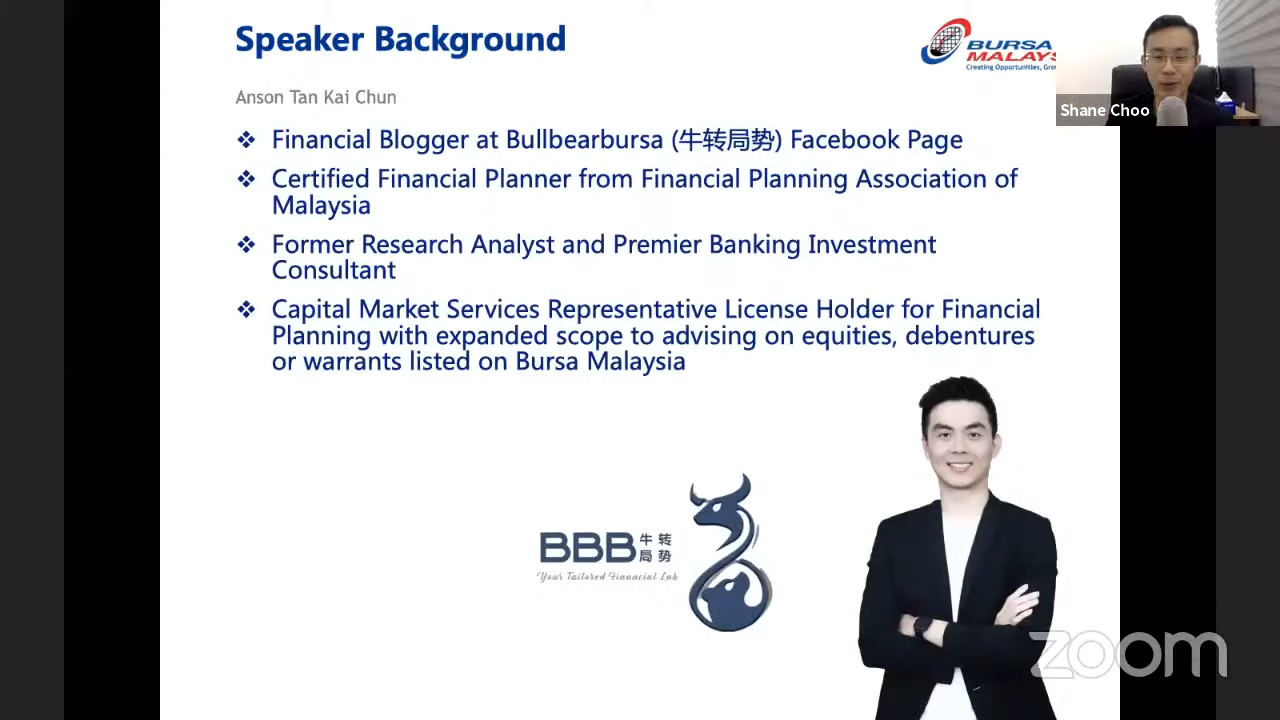 Speaker Background
BURSA
MALAYS
Creating Opportunities, Grow
Shane Choo
Anson Tan Kai Chun
❖ Financial Blogger at Bullbearbursa (牛转局势) Facebook Page
❖ Certified Financial Planner from Financial Planning Association of
Malaysia
❖ Former Research Analyst and Premier Banking Investment
Consultant
❖ Capital Market Services Representative License Holder for Financial
Planning with expanded scope to advising on equities, debentures
or warrants listed on Bursa Malaysia
BBB 牛转
局势
Your Tailored Financial Lab
zoom